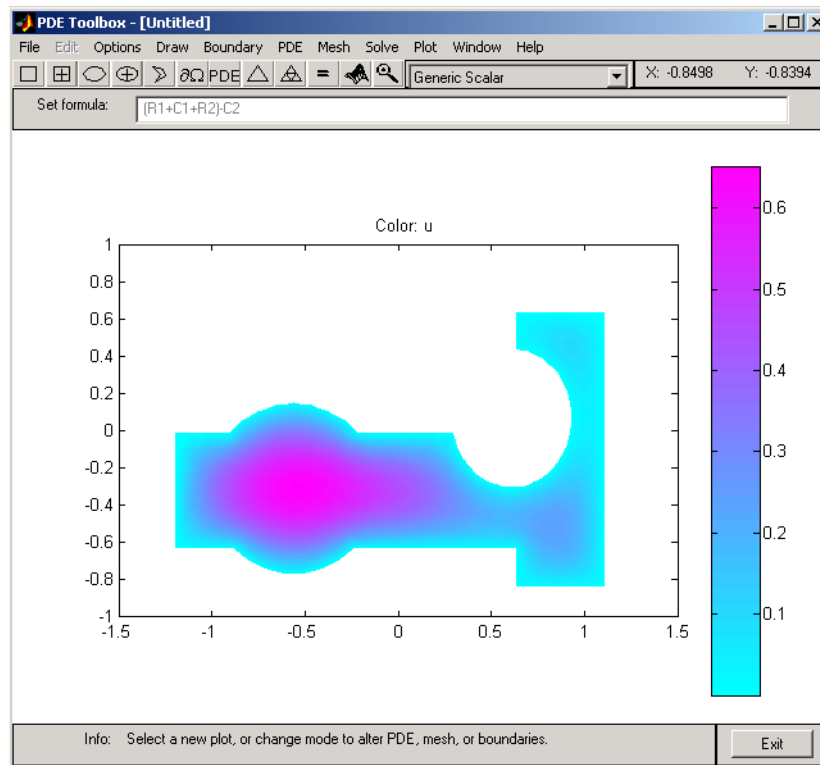 PDE Toolbox - [Untitled]
File Edit Options Draw Boundary PDE Mesh Solve Plot Window Help
∂Ω PDE = Generic Scalar X: -0.8498 Y: -0.8394
Set formula: (R1+C1+R2)-C2
Color: u
1
0.8
0.6
0.4
0.2
0
-0.2
-0.4
-0.6
-0.8
-1
-1.5 -1 -0.5 0 0.5 1 1.5
0.6
0.5
0.4
0.3
0.2
0.1
Info: Select a new plot, or change mode to alter PDE, mesh, or boundaries. Exit